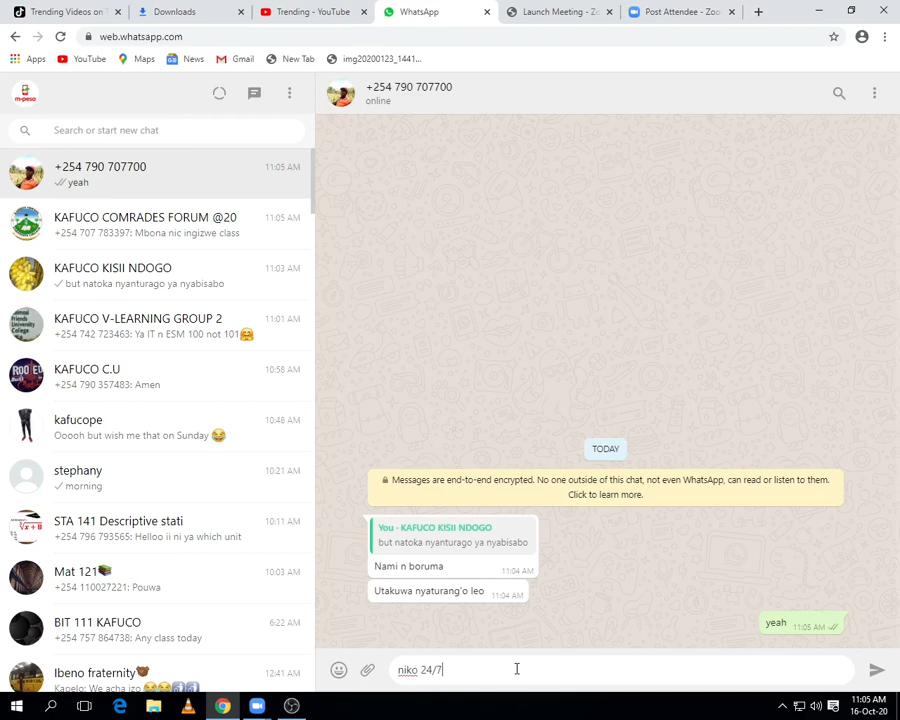 Trending Videos on T
Downloads
Trending - YouTube
WhatsApp
Launch Meeting - Zo
Post Attendee - Zoo
web.whatsapp.com
Apps
YouTube
Maps
News
Gmail
New Tab
img20200123_1441...
m-pesa
+254 790 707700
online
Search or start new chat
+254 790 707700
11:05 AM
yeah
KAFUCO COMRADES FORUM @20
11:05 AM
+254 707 783397: Mbona nic ingizwe class
KAFUCO KISII NDOGO
11:03 AM
but natoka nyanturago ya nyabisabo
KAFUCO V-LEARNING GROUP 2
11:01 AM
+254 742 723463: Ya IT n ESM 100 not 101🤗
KAFUCO C.U
10:58 AM
+254 790 357483: Amen
kafucope
10:48 AM
Ooooh but wish me that on Sunday 😂
stephany
10:21 AM
morning
STA 141 Descriptive stati
10:11 AM
+254 796 793565: Helloo ii ni ya which unit
Mat 121📚
10:03 AM
+254 110027221: Pouwa
BIT 111 KAFUCO
6:22 AM
+254 757 864738: Any class today
Ibeno fraternity🐻
12:41 AM
Kapelo: We acha izo 😂😂
TODAY
Messages are end-to-end encrypted. No one outside of this chat, not even WhatsApp, can read or listen to them.
Click to learn more.
You - KAFUCO KISII NDOGO
but natoka nyanturago ya nyabisabo
Nami n boruma
11:04 AM
Utakuwa nyaturang'o leo
11:04 AM
yeah
11:05 AM
niko 24/7
11:05 AM
16-Oct-20